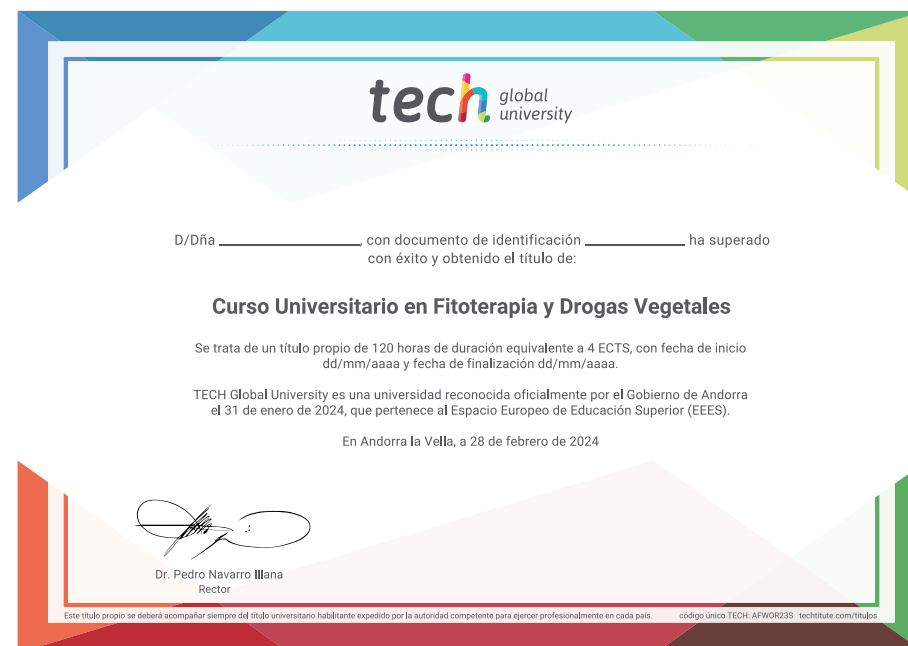 tech global university
D/Dña ____________________, con documento de identificación ______________ ha superado
con éxito y obtenido el título de:
Curso Universitario en Fitoterapia y Drogas Vegetales
Se trata de un título propio de 120 horas de duración equivalente a 4 ECTS, con fecha de inicio
dd/mm/aaaa y fecha de finalización dd/mm/aaaa.
TECH Global University es una universidad reconocida oficialmente por el Gobierno de Andorra
el 31 de enero de 2024, que pertenece al Espacio Europeo de Educación Superior (EEES).
En Andorra la Vella, a 28 de febrero de 2024
Dr. Pedro Navarro Illana
Rector
Este título propio se deberá acompañar siempre del título universitario habilitante expedido por la autoridad competente para ejercer profesionalmente en cada país. código único TECH: AFWOR23S techtitute.com/títulos